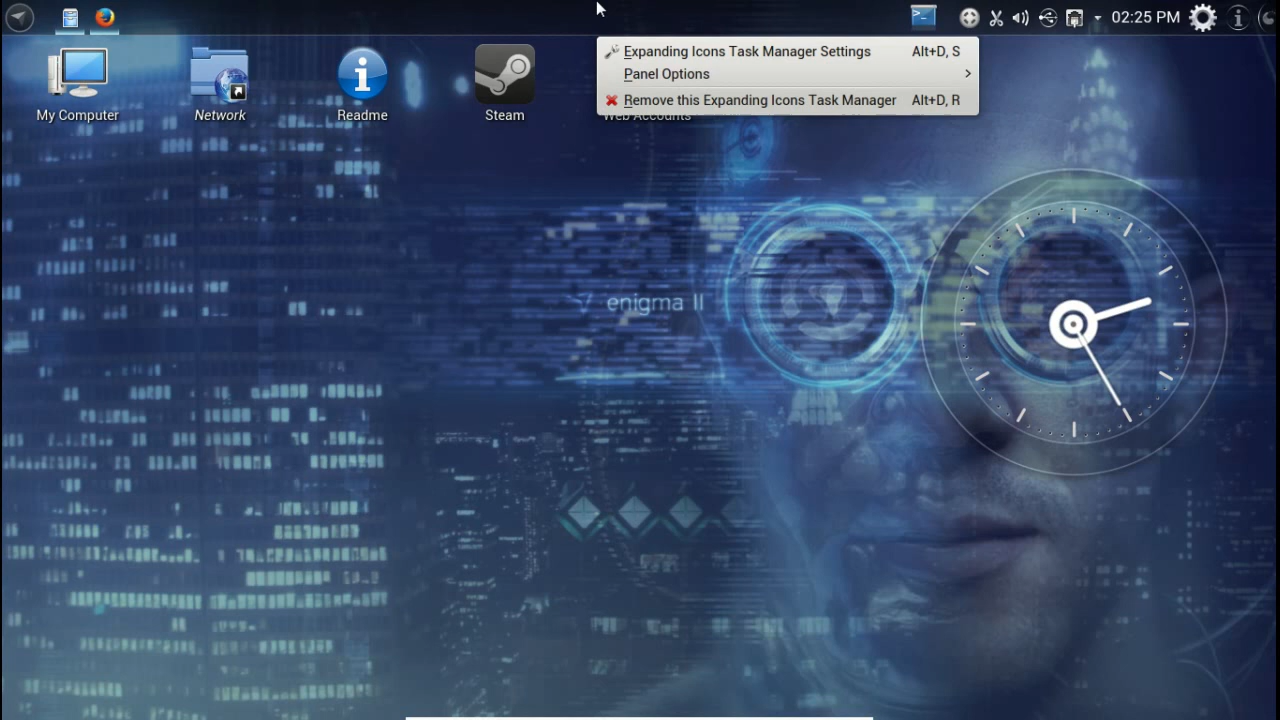 02:25 PM
Expanding Icons Task Manager Settings Alt+D, S
Panel Options
Remove this Expanding Icons Task Manager Alt+D, R
My Computer
Network
Readme
Steam
Web Accounts
enigma II